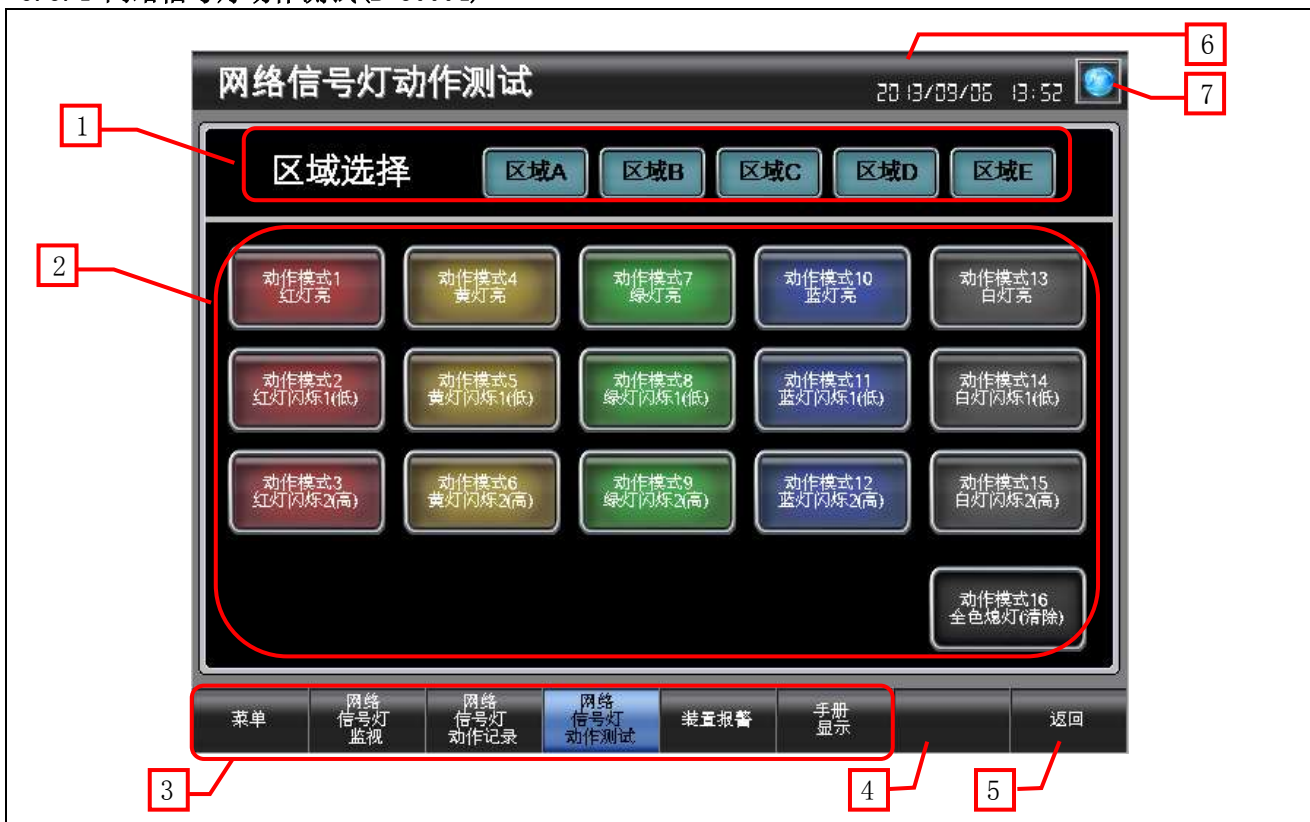 6
网络信号灯动作测试
2013/09/06 13:52
7
1
区域选择
区域A
区域B
区域C
区域D
区域E
2
动作模式1
红灯亮
动作模式4
黄灯亮
动作模式7
绿灯亮
动作模式10
蓝灯亮
动作模式13
白灯亮
动作模式2
红灯闪烁1(低)
动作模式5
黄灯闪烁1(低)
动作模式8
绿灯闪烁1(低)
动作模式11
蓝灯闪烁1(低)
动作模式14
白灯闪烁1(低)
动作模式3
红灯闪烁2(高)
动作模式6
黄灯闪烁2(高)
动作模式9
绿灯闪烁2(高)
动作模式12
蓝灯闪烁2(高)
动作模式15
白灯闪烁2(高)
动作模式16
全色熄灯(清除)
菜单
网络
信号灯
监视
网络
信号灯
动作记录
网络
信号灯
动作测试
装置报警
手册
显示
返回
3
4
5